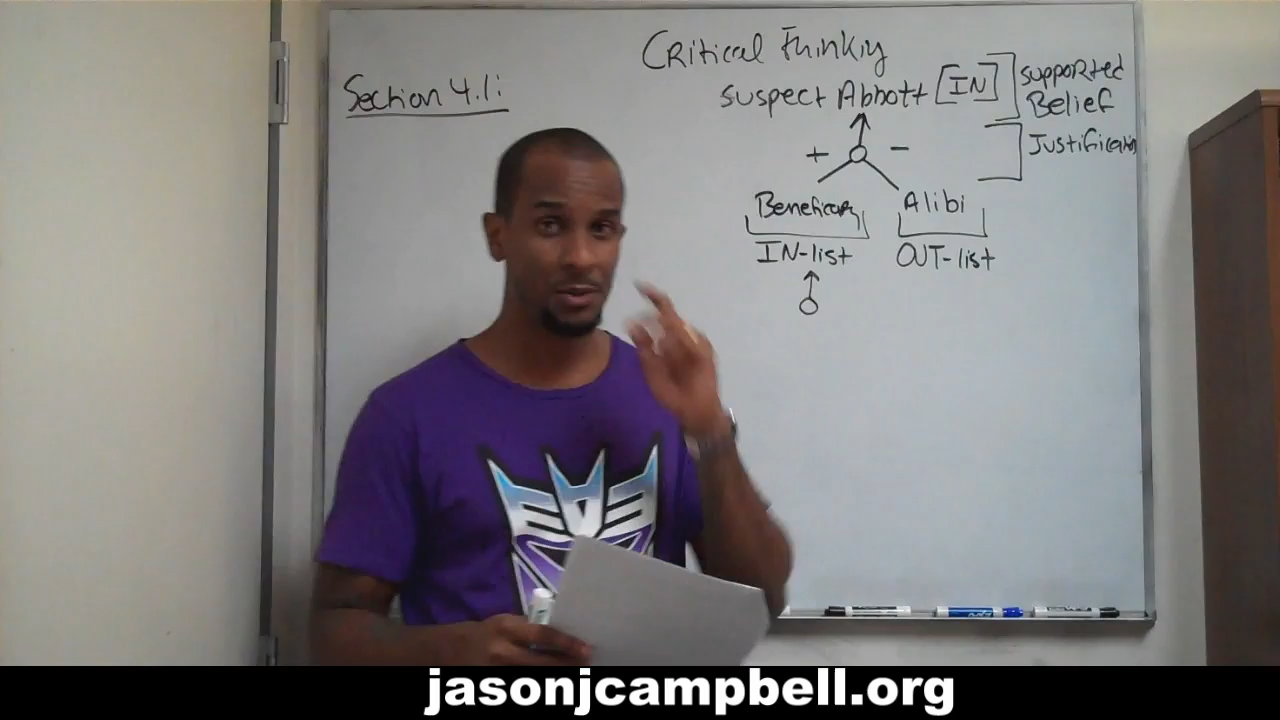 Critical Thinking
Section 4.1:
suspect Abbott [IN]
supported
Belief
+
−
Justification
Beneficiary
Alibi
IN-list
OUT-list
jasonjcampbell.org